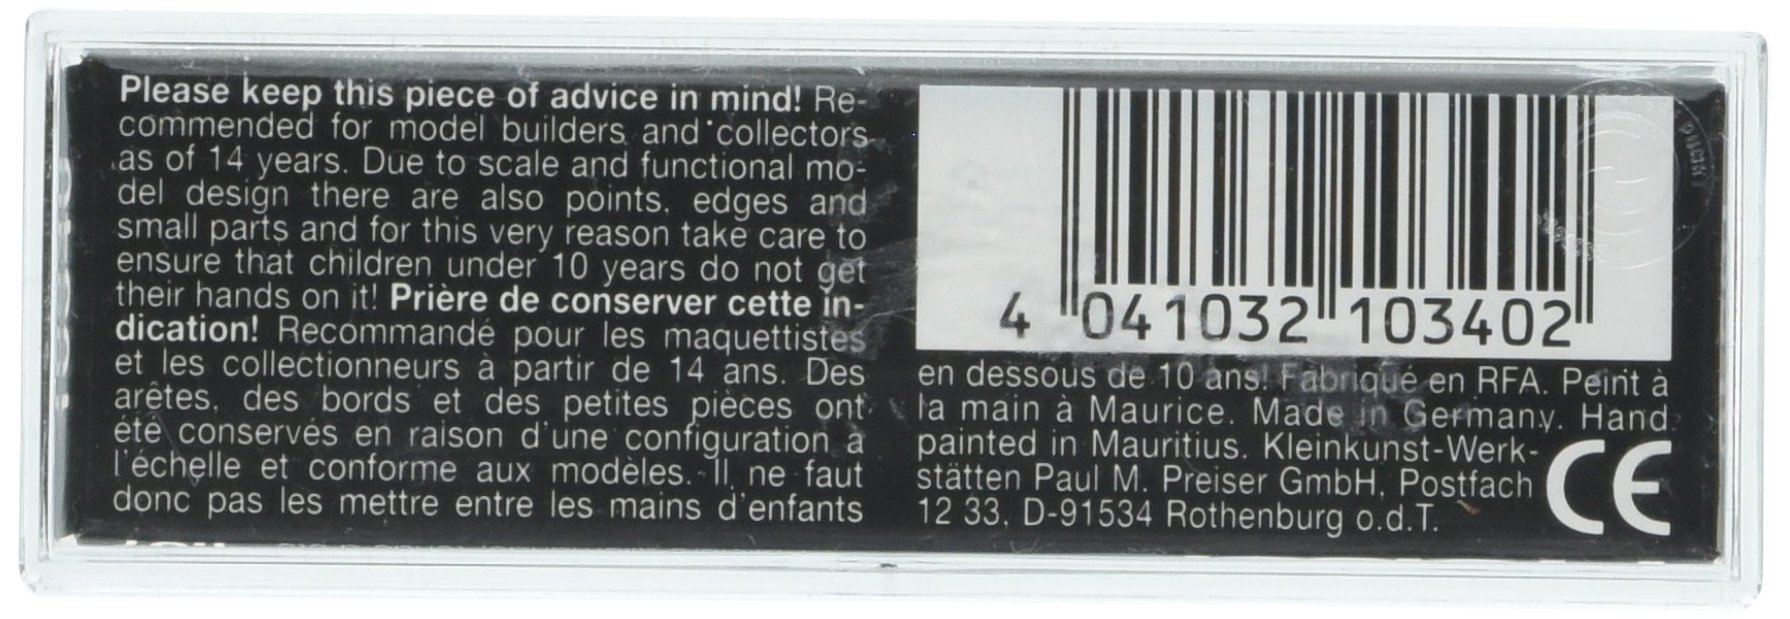 Please keep this piece of advice in mind! Re-
commended for model builders and collectors
as of 14 years. Due to scale and functional mo-
del design there are also points, edges and
small parts and for this very reason take care to
ensure that children under 10 years do not get
their hands on it! Prière de conserver cette in-
dication! Recommandé pour les maquettistes
et les collectionneurs à partir de 14 ans. Des
arêtes, des bords et des petites pièces ont
été conservés en raison d'une configuration à
l'échelle et conforme aux modèles. Il ne faut
donc pas les mettre entre les mains d'enfants
4 041032 103402
en dessous de 10 ans! Fabriqué en RFA. Peint à
la main à Maurice. Made in Germany. Hand
painted in Mauritius. Kleinkunst-Werk-
stätten Paul M. Preiser GmbH, Postfach
12 33, D-91534 Rothenburg o.d.T.
CE